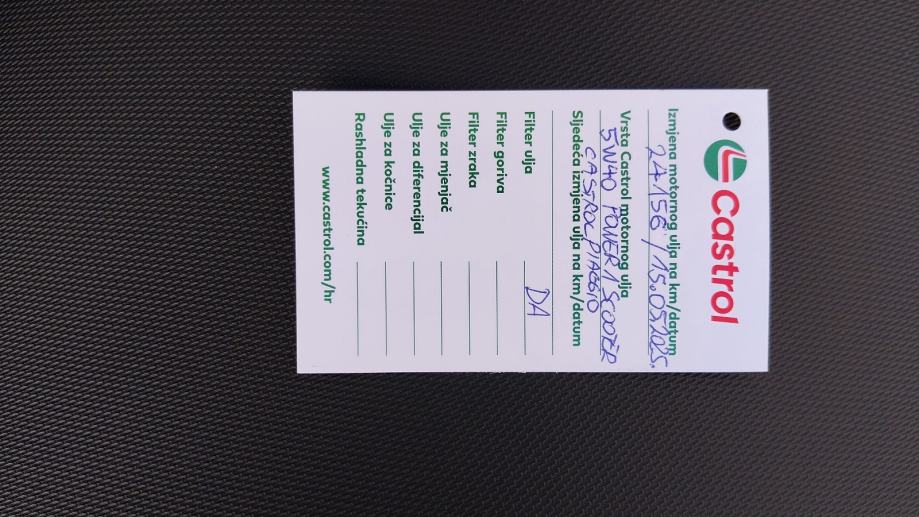 Castrol
Izmjena motornog ulja na km/datum
24156 / 15.05.2025.
Vrsta Castrol motornog ulja
5W40 POWER 1 SCOOTER
CASTROL PIAGGIO
Sljedeća izmjena ulja na km/datum
Filter ulja DA
Filter goriva
Filter zraka
Ulje za mjenjač
Ulje za diferencijal
Ulje za kočnice
Rashladna tekućina
www.castrol.com/hr